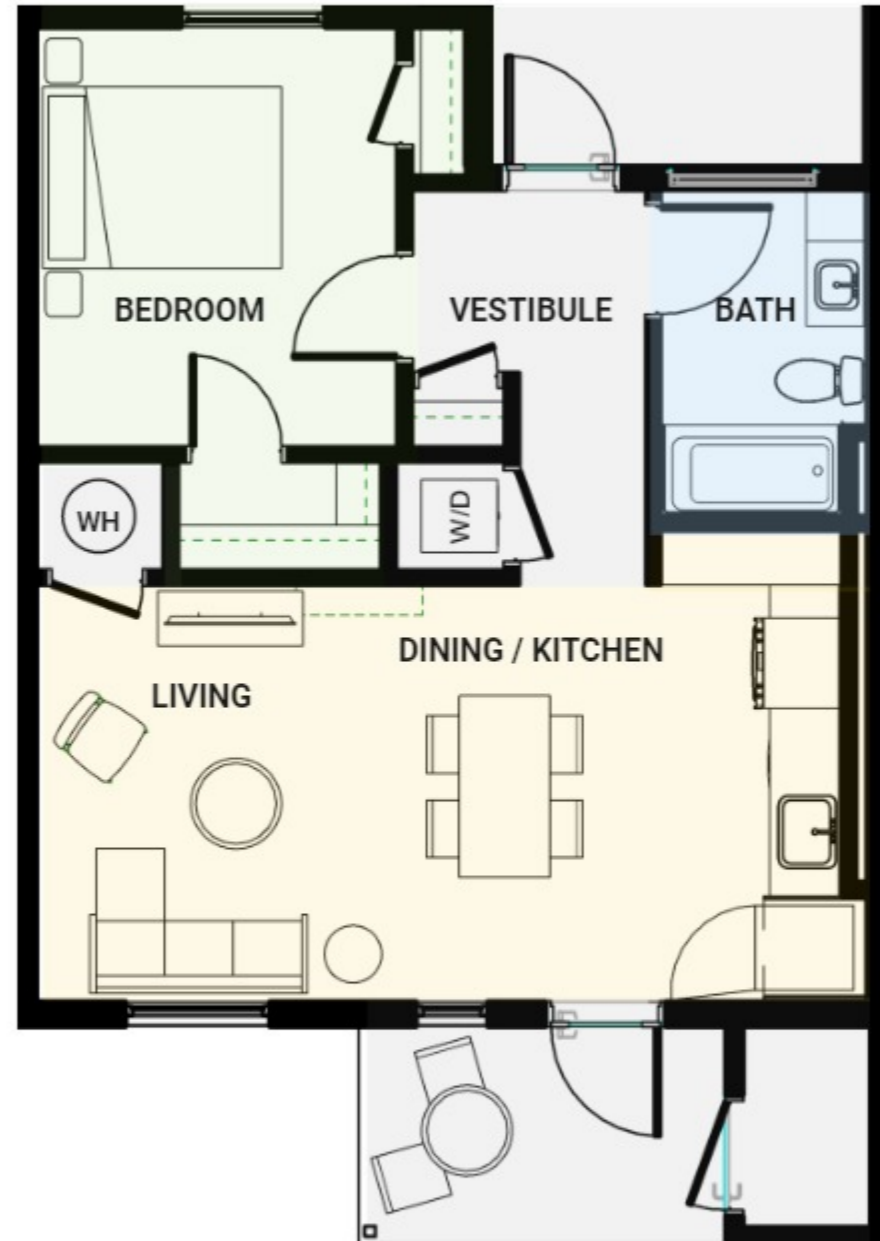 BEDROOM
VESTIBULE
BATH
WH
W/D
DINING / KITCHEN
LIVING